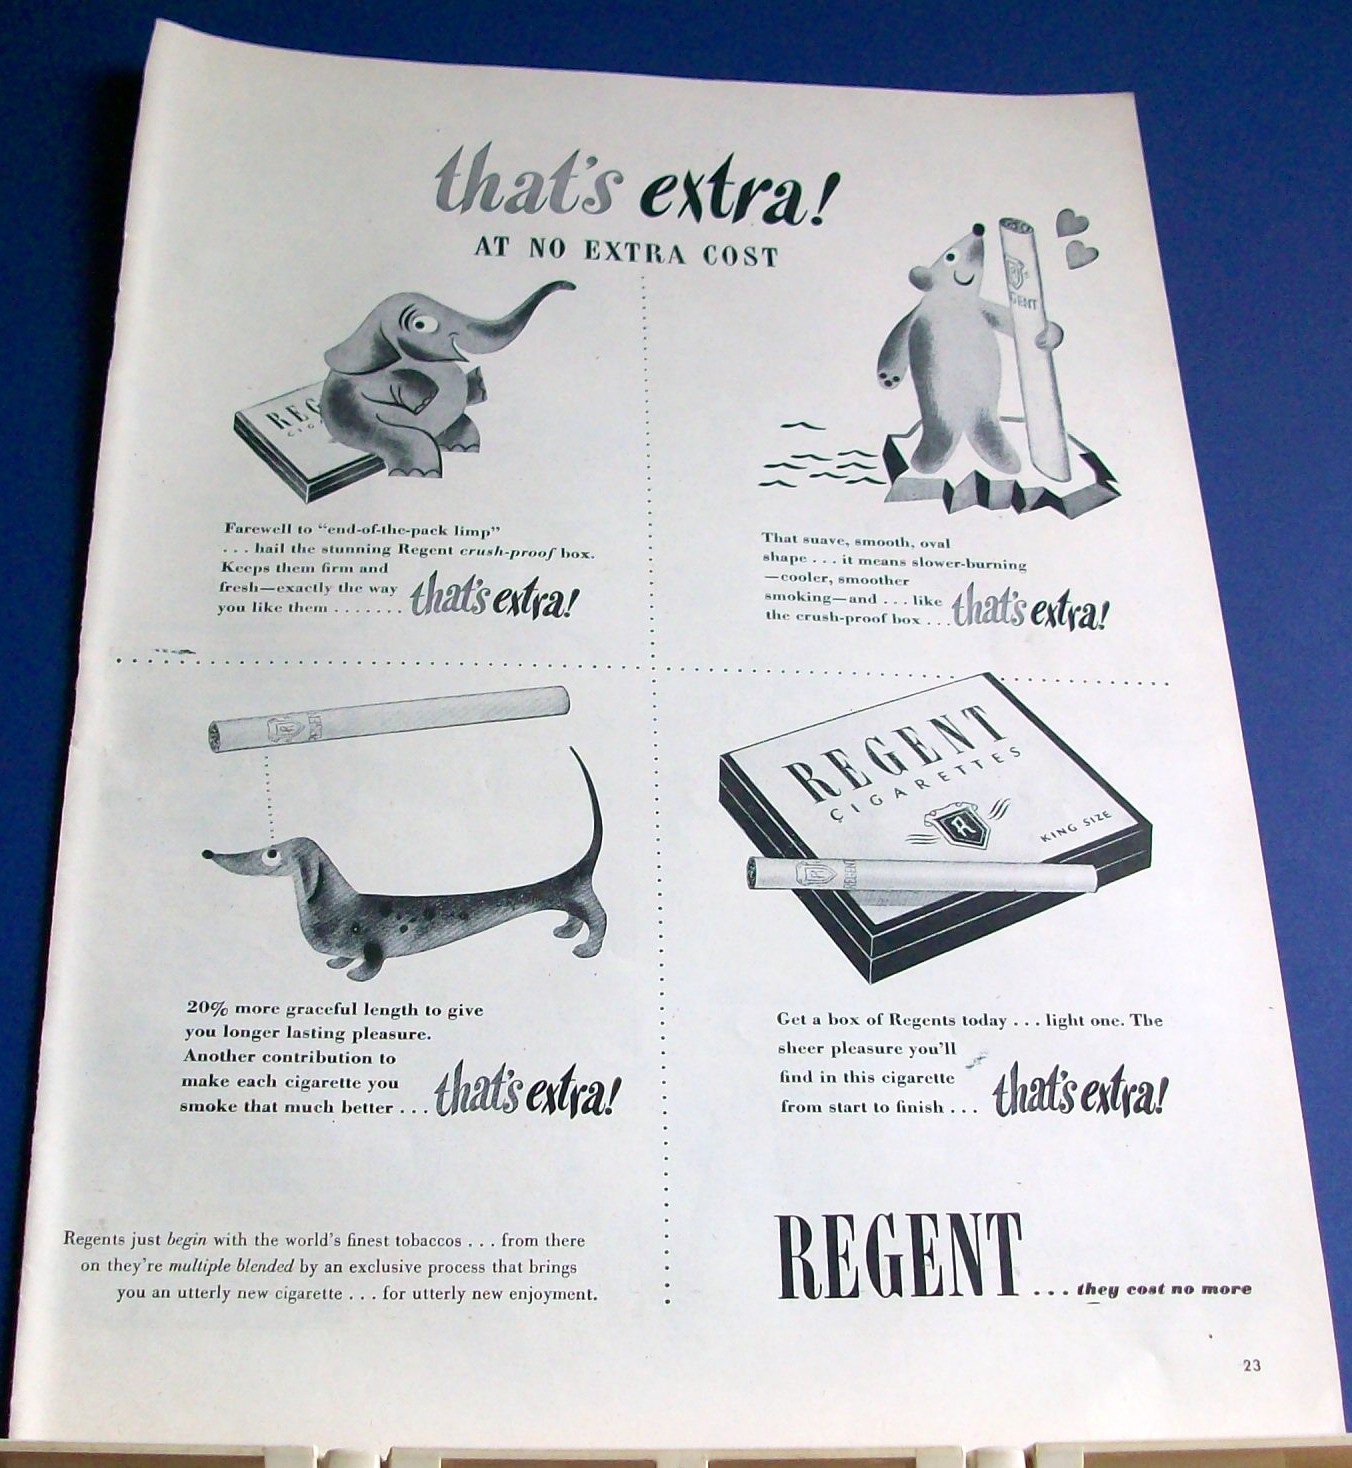 that's extra!
AT NO EXTRA COST
REG
CIG
R
GENT
Farewell to “end-of-the-pack limp”
. . . hail the stunning Regent crush-proof box.
Keeps them firm and
fresh—exactly the way
you like them . . . . . . . that's extra!
That suave, smooth, oval
shape . . . it means slower-burning
—cooler, smoother
smoking—and . . . like
the crush-proof box . . . that's extra!
R REGENT
20% more graceful length to give
you longer lasting pleasure.
Another contribution to
make each cigarette you
smoke that much better . . . that's extra!
REGENT
CIGARETTES
R
KING SIZE
R REGENT
Get a box of Regents today . . . light one. The
sheer pleasure you'll
find in this cigarette
from start to finish . . . that's extra!
Regents just begin with the world's finest tobaccos . . . from there
on they're multiple blended by an exclusive process that brings
you an utterly new cigarette . . . for utterly new enjoyment.
REGENT . . . they cost no more
23